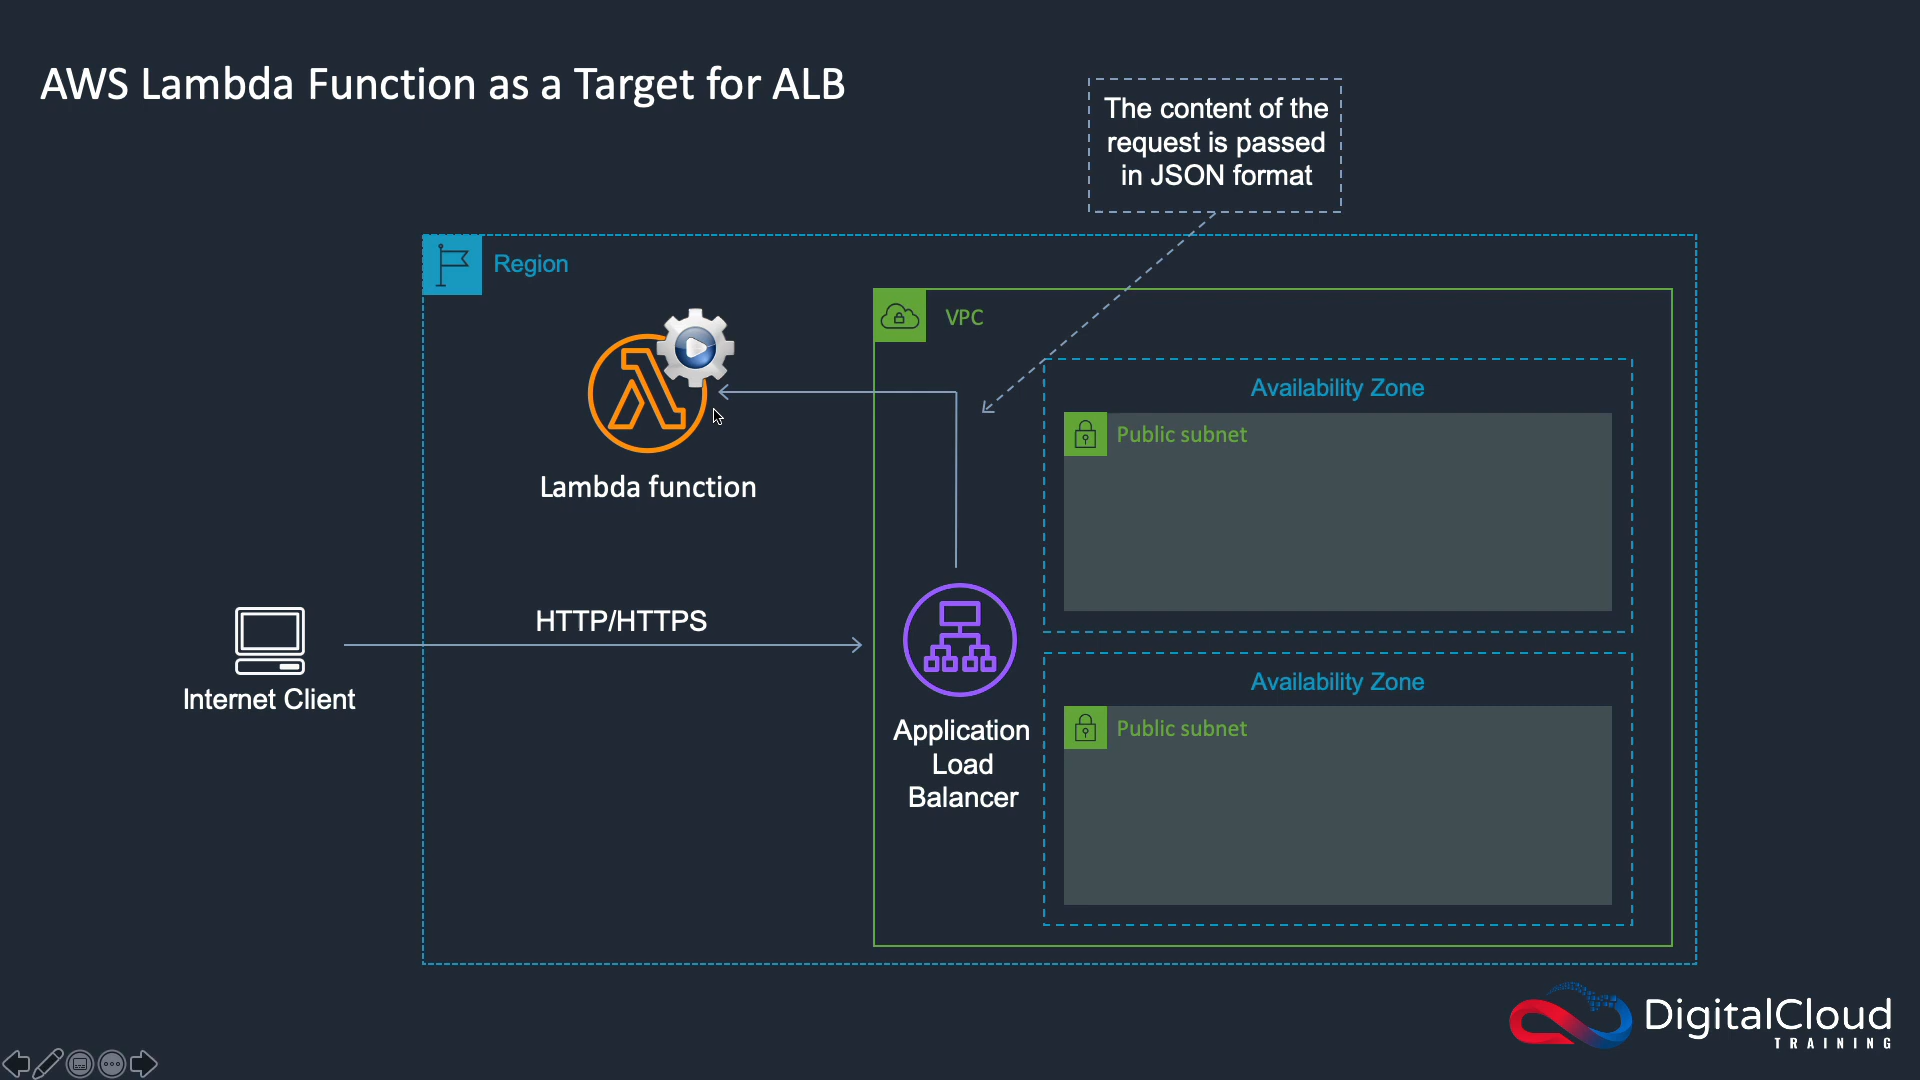 AWS Lambda Function as a Target for ALB
The content of the
request is passed
in JSON format
Region
VPC
Availability Zone
Public subnet
Lambda function
HTTP/HTTPS
Internet Client
Application
Load
Balancer
Availability Zone
Public subnet
DigitalCloud
TRAINING